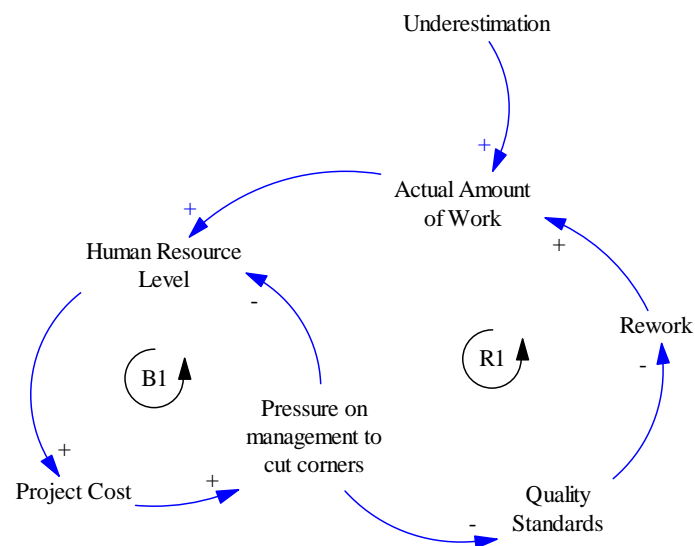 Underestimation
+
Actual Amount
of Work
+
+
Human Resource
Level
-
Rework
-
B1
R1
Pressure on
management to
cut corners
+
Project Cost
+
-
Quality
Standards